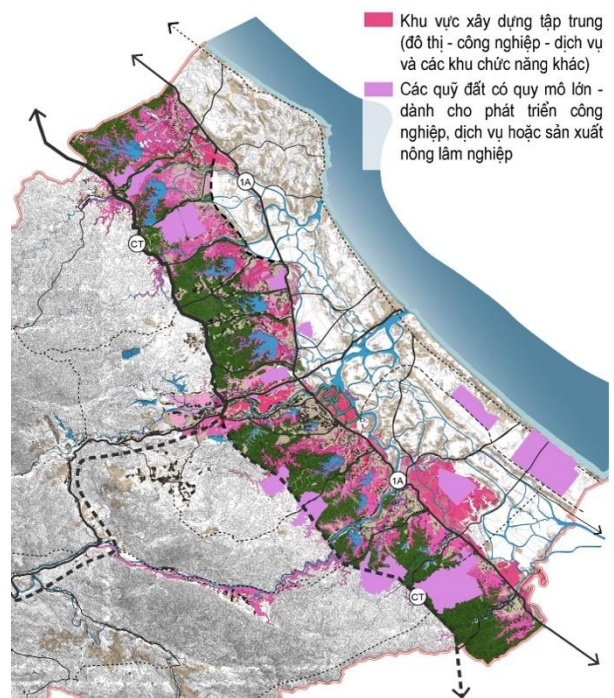 Khu vực xây dựng tập trung
(đô thị - công nghiệp - dịch vụ
và các khu chức năng khác)
Các quỹ đất có quy mô lớn -
dành cho phát triển công
nghiệp, dịch vụ hoặc sản xuất
nông lâm nghiệp
1A
CT
1A
CT